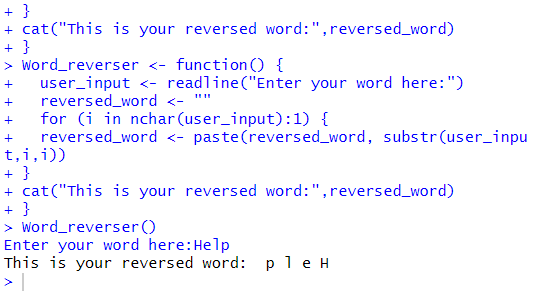 + }
+ cat("This is your reversed word:",reversed_word)
+ }
> Word_reverser <- function() {
+   user_input <- readline("Enter your word here:")
+   reversed_word <- ""
+   for (i in nchar(user_input):1) {
+   reversed_word <- paste(reversed_word, substr(user_inpu
t,i,i))
+ }
+ cat("This is your reversed word:",reversed_word)
+ }
> Word_reverser()
Enter your word here:Help
This is your reversed word:  p l e H
>